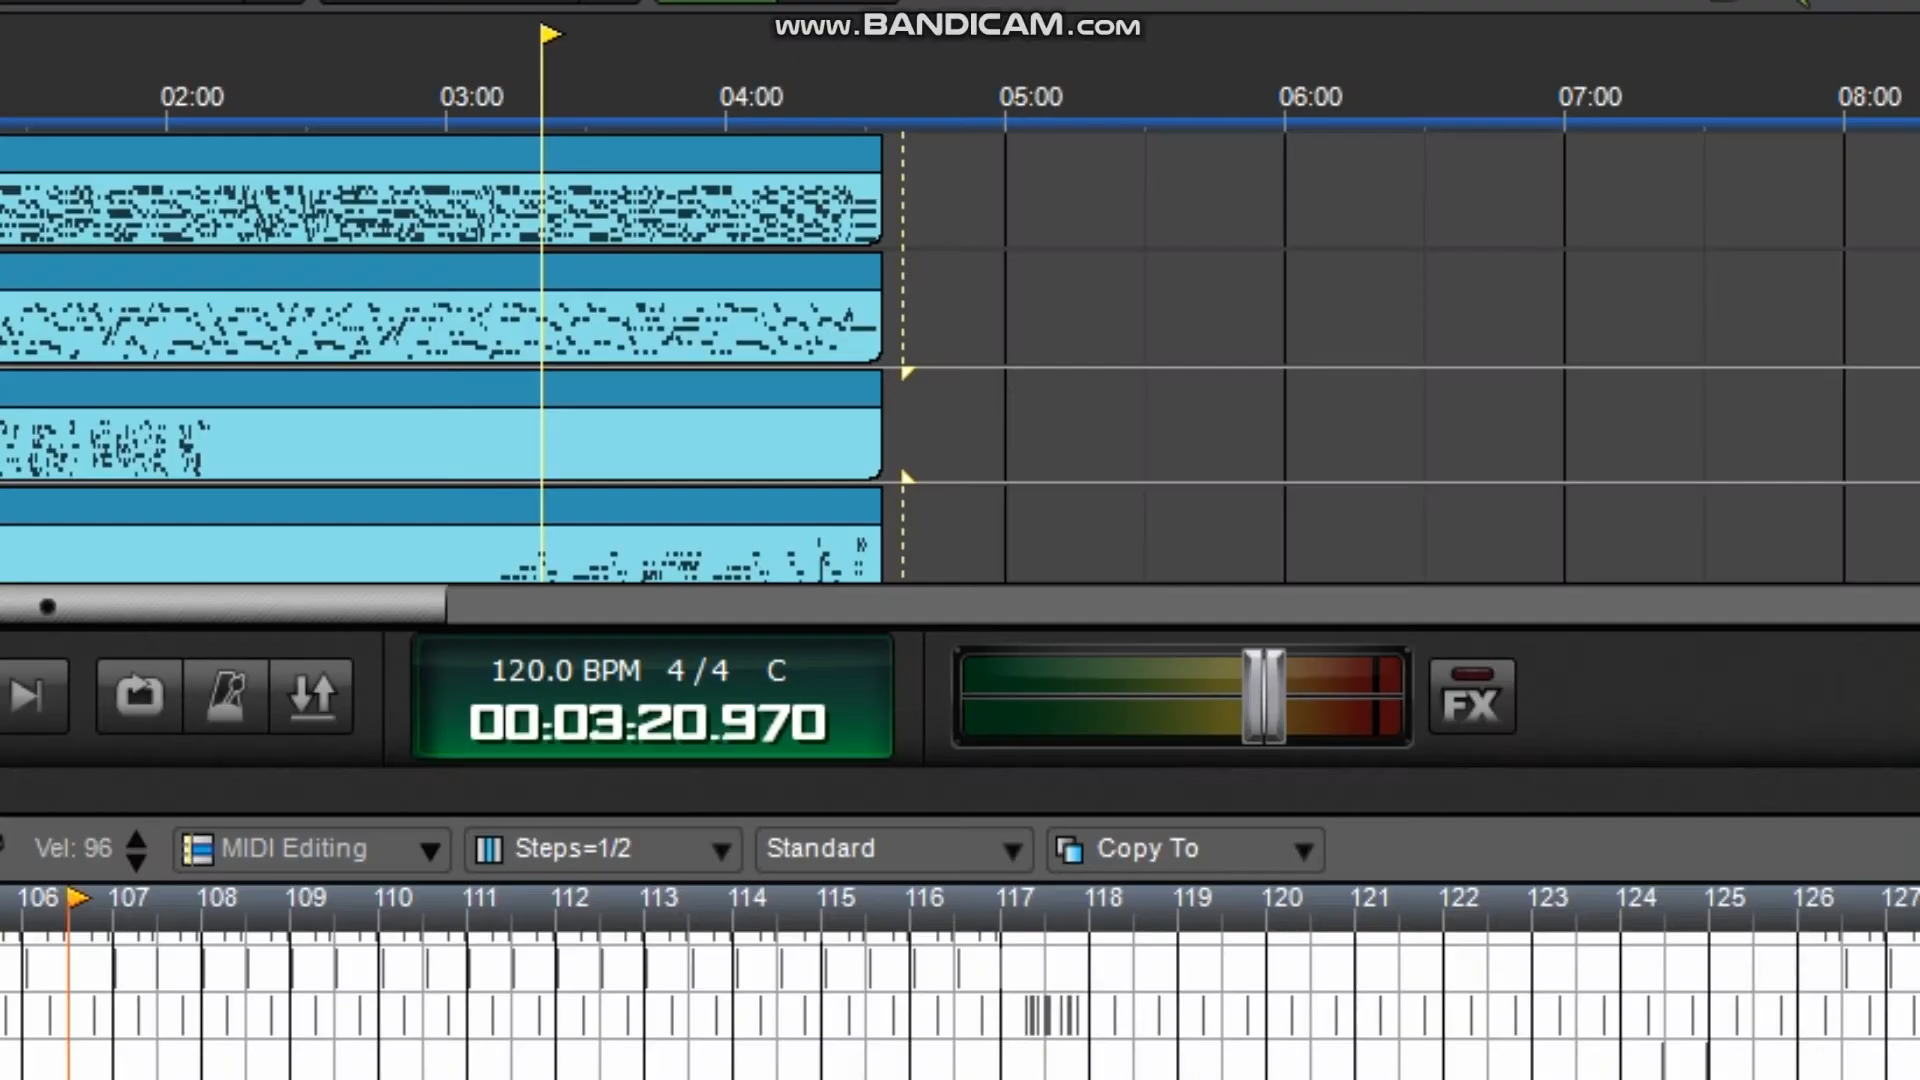 www.BANDICAM.com
02:00 03:00 04:00 05:00 06:00 07:00 08:00
120.0 BPM 4/4 C
00:03:20.970
FX
Vel: 96 MIDI Editing Steps=1/2 Standard Copy To
106 107 108 109 110 111 112 113 114 115 116 117 118 119 120 121 122 123 124 125 126 127